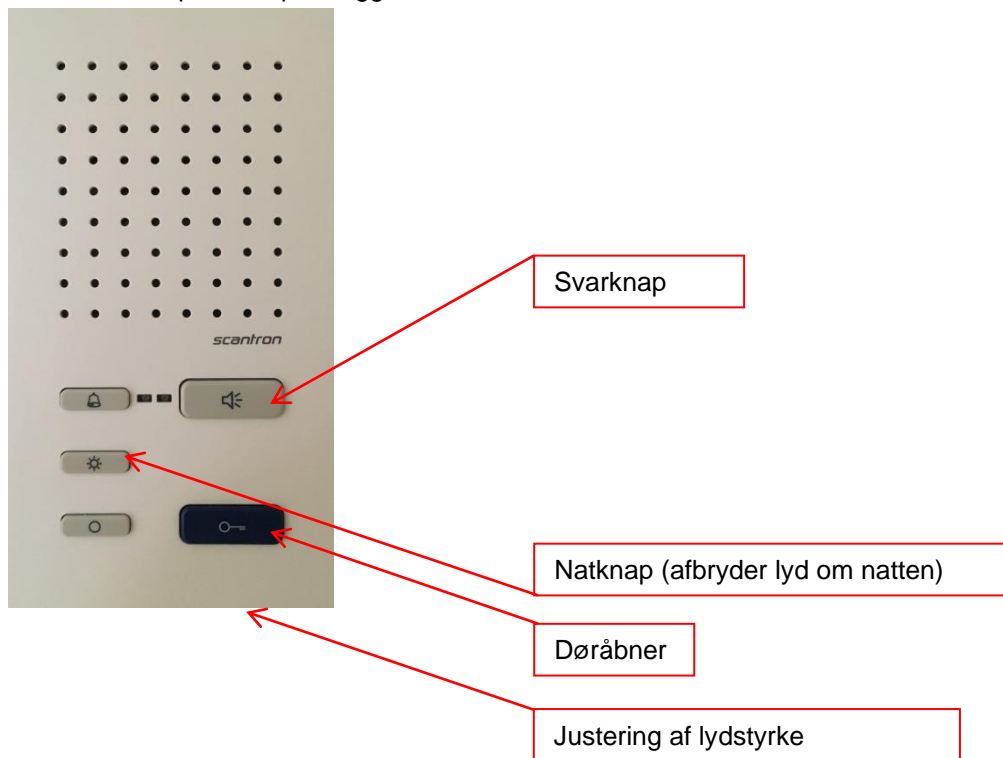 scantron
Svarknap
Natknap (afbryder lyd om natten)
Døråbner
Justering af lydstyrke